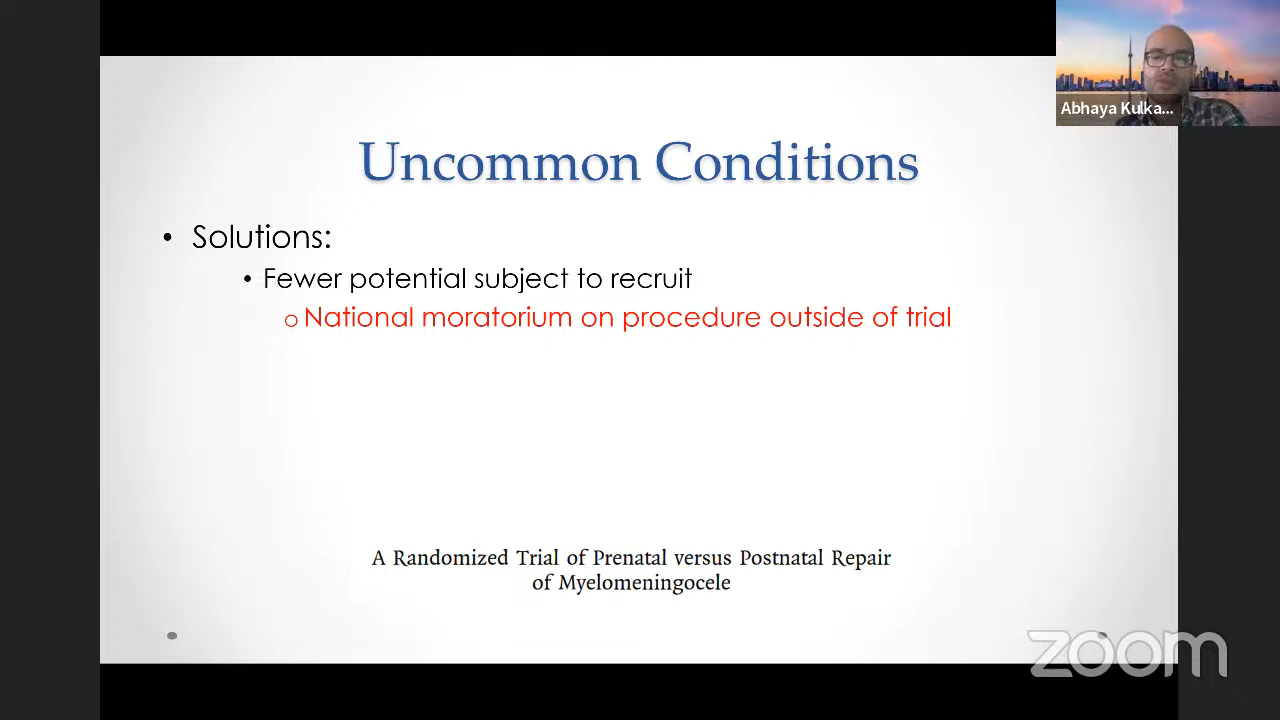 Abhaya Kulka...
Uncommon Conditions
• Solutions:
• Fewer potential subject to recruit
o National moratorium on procedure outside of trial
A Randomized Trial of Prenatal versus Postnatal Repair
of Myelomeningocele
zoom